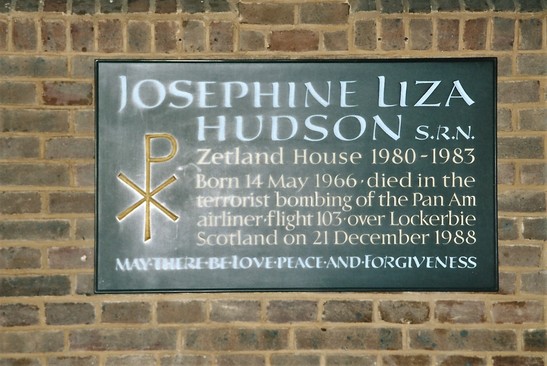 JOSEPHINE LIZA
HUDSON S.R.N.
Zetland House 1980-1983
Born 14 May 1966·died in the
terrorist bombing of the Pan Am
airliner·flight 103·over Lockerbie
Scotland on 21 December 1988
MAY·THERE·BE·LOVE·PEACE·AND·FORGIVENESS